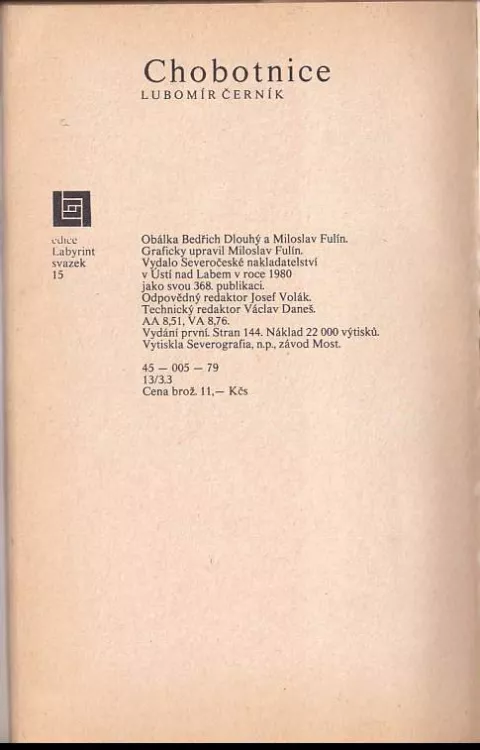 Chobotnice
LUBOMÍR ČERNÍK
edice
Labyrint
svazek
15
Obálka Bedřich Dlouhý a Miloslav Fulín.
Graficky upravil Miloslav Fulín.
Vydalo Severočeské nakladatelství
v Ústí nad Labem v roce 1980
jako svou 368. publikaci.
Odpovědný redaktor Josef Volák.
Technický redaktor Václav Daneš.
AA 8,51, VA 8,76.
Vydání první. Stran 144. Náklad 22 000 výtisků.
Vytiskla Severografia, n.p., závod Most.
45 — 005 — 79
13/3.3
Cena brož. 11,— Kčs